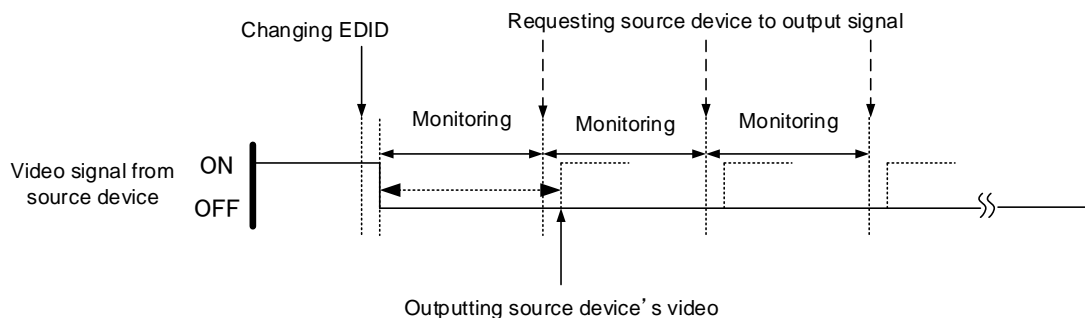 Requesting source device to output signal
Changing EDID
Monitoring
Monitoring
Monitoring
Video signal from
source device
ON
OFF
Outputting source device's video